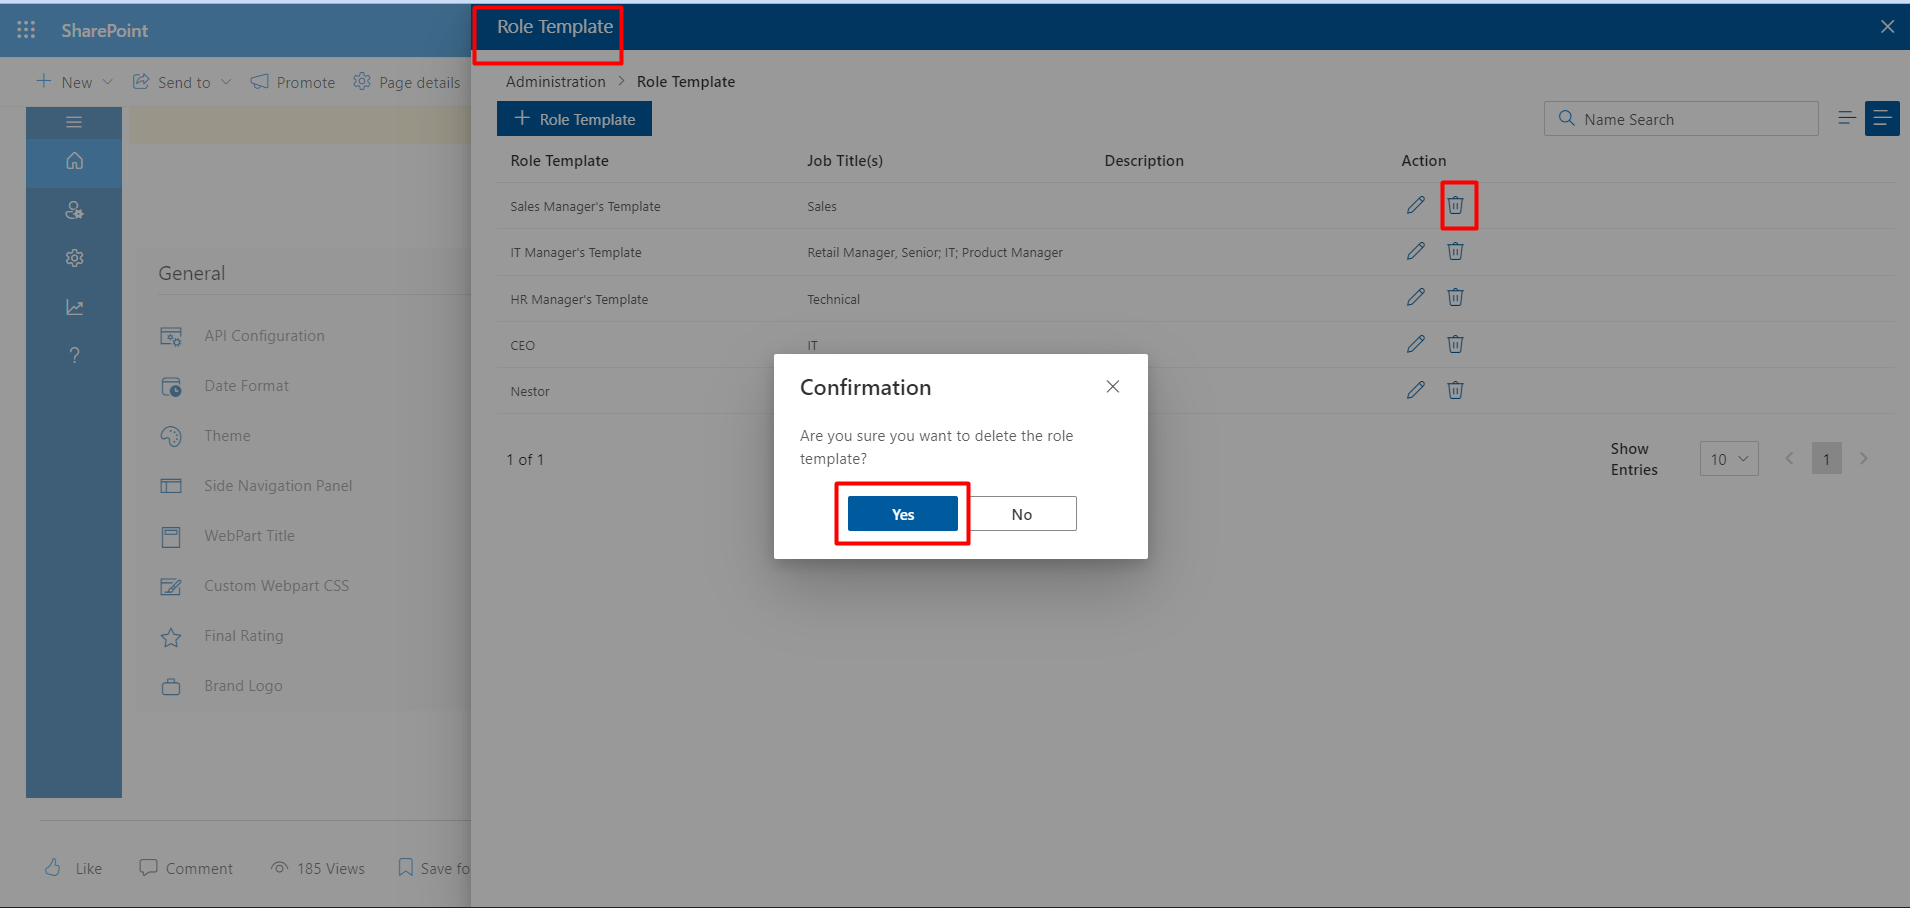 SharePoint
Role Template
New
Send to
Promote
Page details
Administration > Role Template
+ Role Template
Name Search
Role Template Job Title(s) Description Action
Sales Manager's Template Sales
IT Manager's Template Retail Manager, Senior; IT; Product Manager
HR Manager's Template Technical
CEO IT
Nestor
1 of 1
Show
Entries
10
1
General
API Configuration
Date Format
Theme
Side Navigation Panel
WebPart Title
Custom Webpart CSS
Final Rating
Brand Logo
Confirmation
Are you sure you want to delete the role
template?
Yes No
Like
Comment
185 Views
Save fo